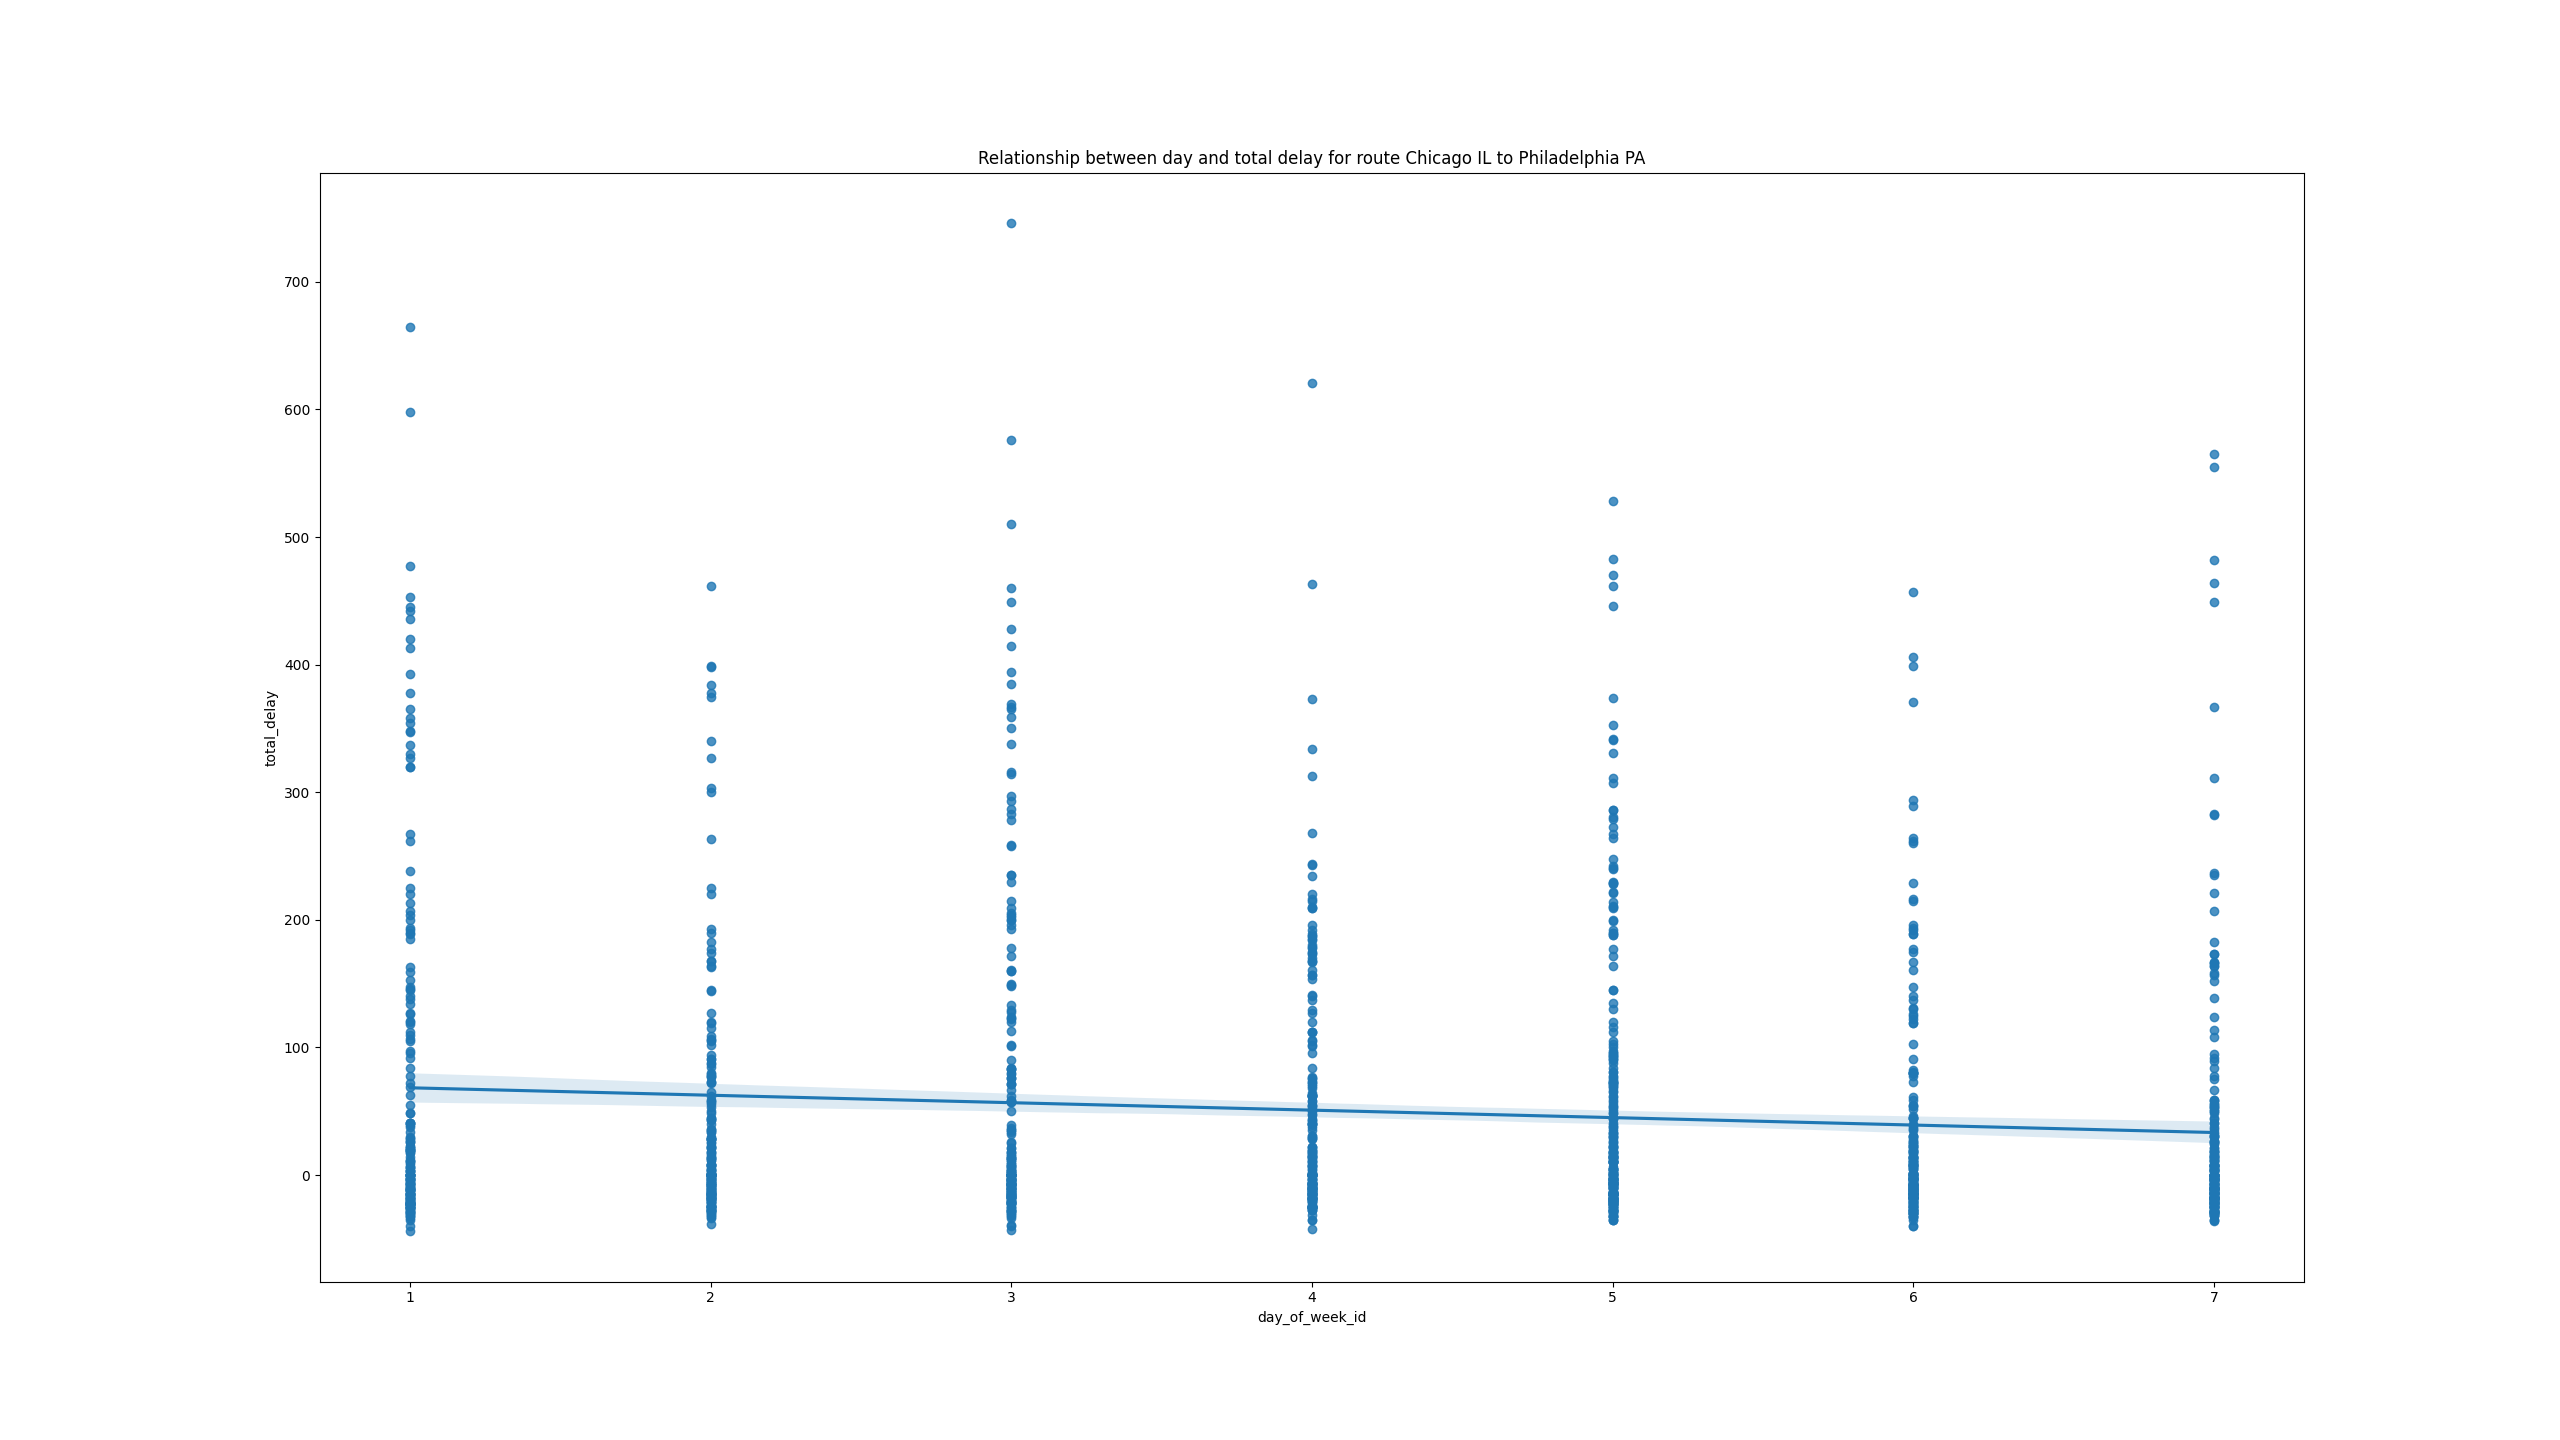 Relationship between day and total delay for route Chicago IL to Philadelphia PA
700
600
500
400
300
200
100
0
total_delay
1 2 3 4 5 6 7
day_of_week_id